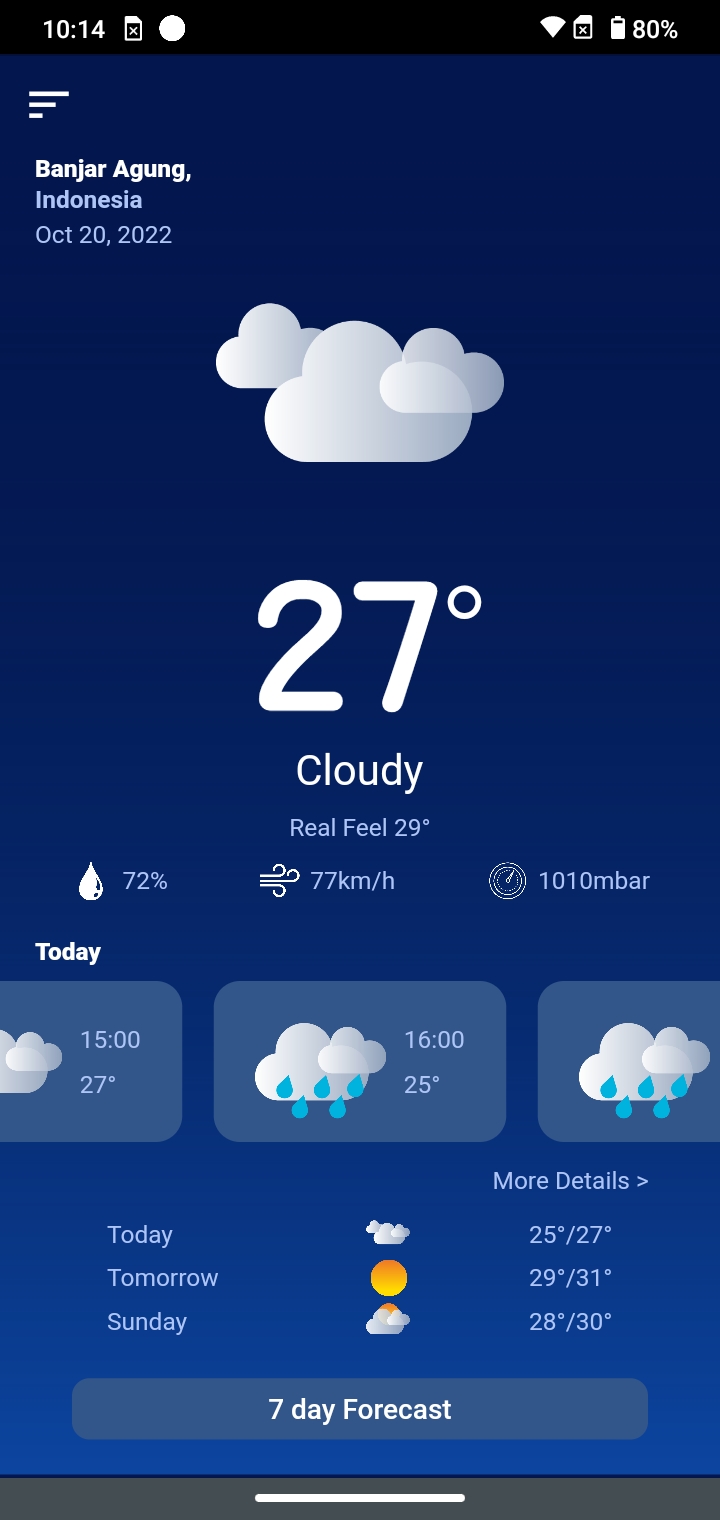 10:14 80%
Banjar Agung,
Indonesia
Oct 20, 2022
27°
Cloudy
Real Feel 29°
72% 77km/h 1010mbar
Today
15:00 16:00
27° 25°
More Details >
Today 25°/27°
Tomorrow 29°/31°
Sunday 28°/30°
7 day Forecast